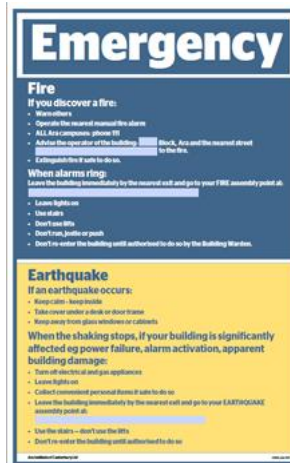 Emergency
Fire
If you discover a fire:
• Warn others
• Operate the nearest manual fire alarm
• ALL Ara campuses: phone 111
• Advise the operator of the building: Block, Ara and the nearest street
to the fire.
• Extinguish fire if safe to do so.
When alarms ring:
Leave the building immediately by the nearest exit and go to your FIRE assembly point at:
• Leave lights on
• Use stairs
• Don't use lifts
• Don't run, jostle or push
• Don't re-enter the building until authorised to do so by the Building Warden.
Earthquake
If an earthquake occurs:
• Keep calm – keep inside
• Take cover under a desk or door frame
• Keep away from glass windows or cabinets
When the shaking stops, if your building is significantly
affected eg power failure, alarm activation, apparent
building damage:
• Turn off electrical and gas appliances
• Leave lights on
• Collect convenient personal items if safe to do so
• Leave the building immediately by the nearest exit and go to your EARTHQUAKE
assembly point at:
• Use the stairs – don't use the lifts
• Don't re-enter the building until authorised to do so
Ara Institute of Canterbury Ltd